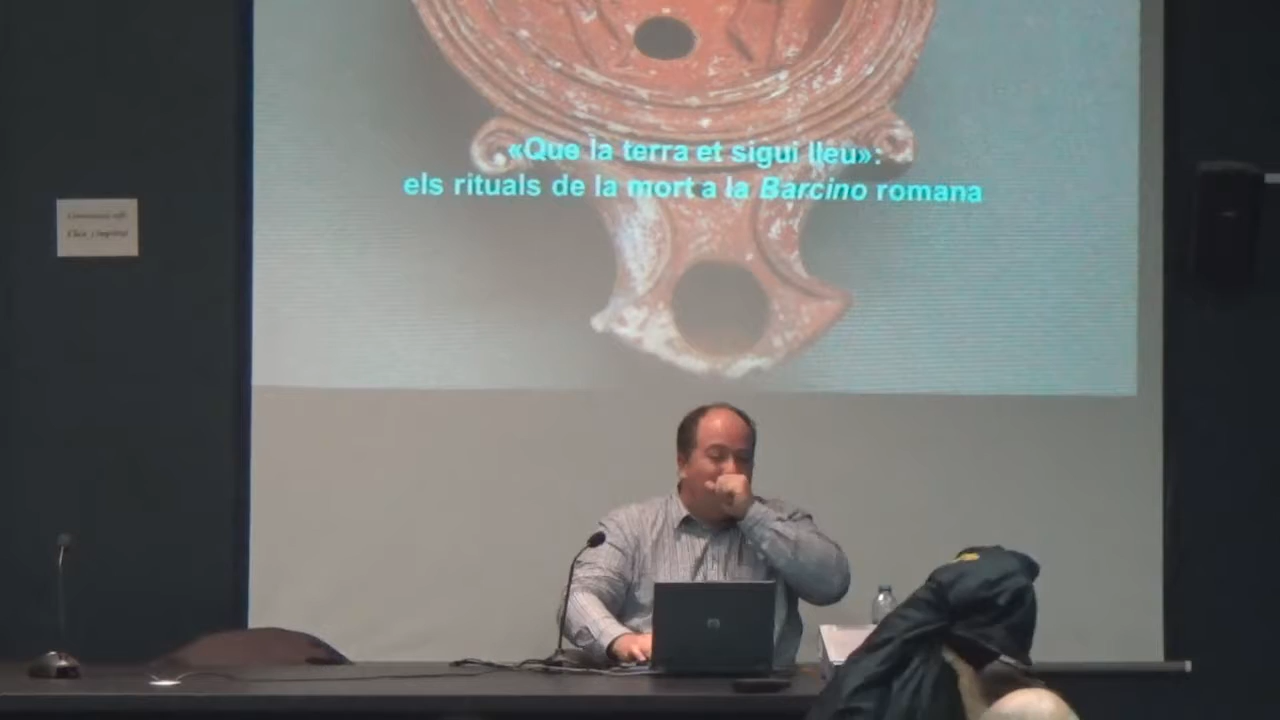 «Que la terra et sigui lleu»:
els rituals de la mort a la Barcino romana